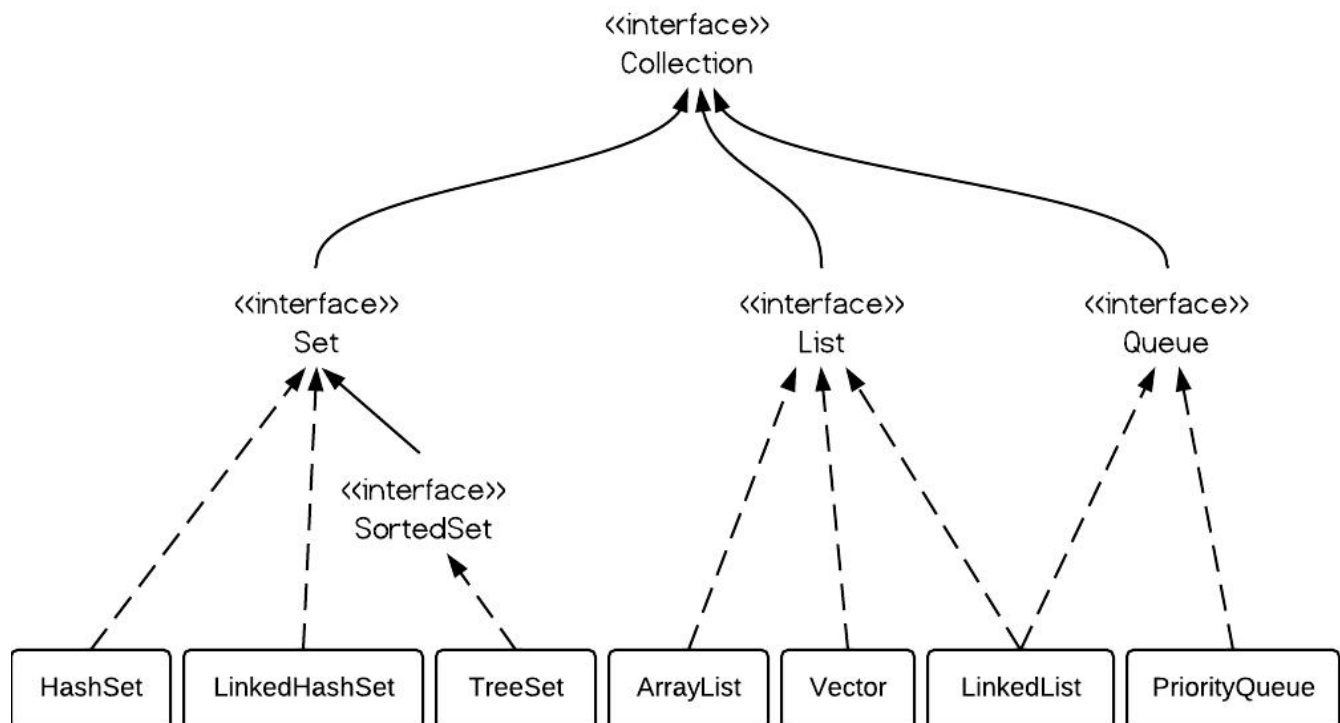 <<interface>>
Collection
<<interface>>
Set
<<interface>>
List
<<interface>>
Queue
<<interface>>
SortedSet
HashSet
LinkedHashSet
TreeSet
ArrayList
Vector
LinkedList
PriorityQueue